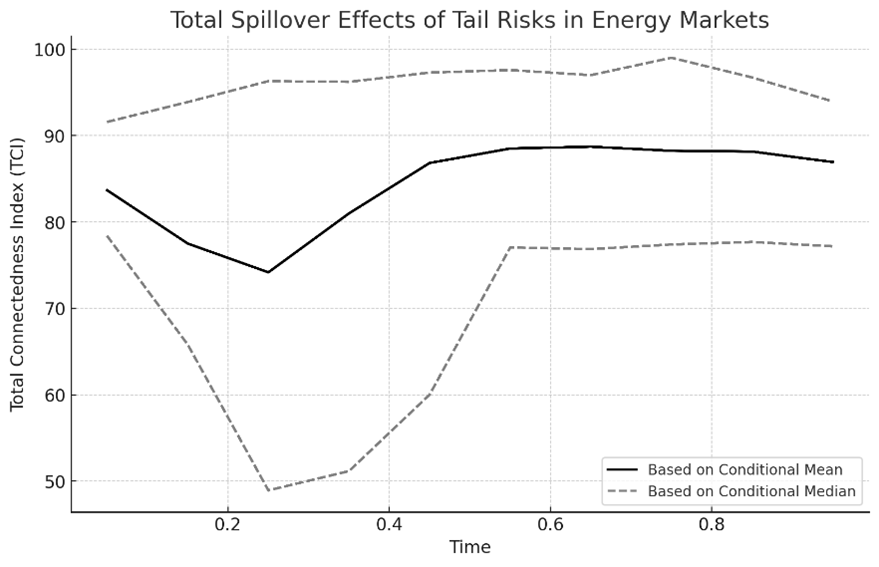 Total Spillover Effects of Tail Risks in Energy Markets
Total Connectedness Index (TCI)
100
90
80
70
60
50
0.2 0.4 0.6 0.8
Time
Based on Conditional Mean
Based on Conditional Median